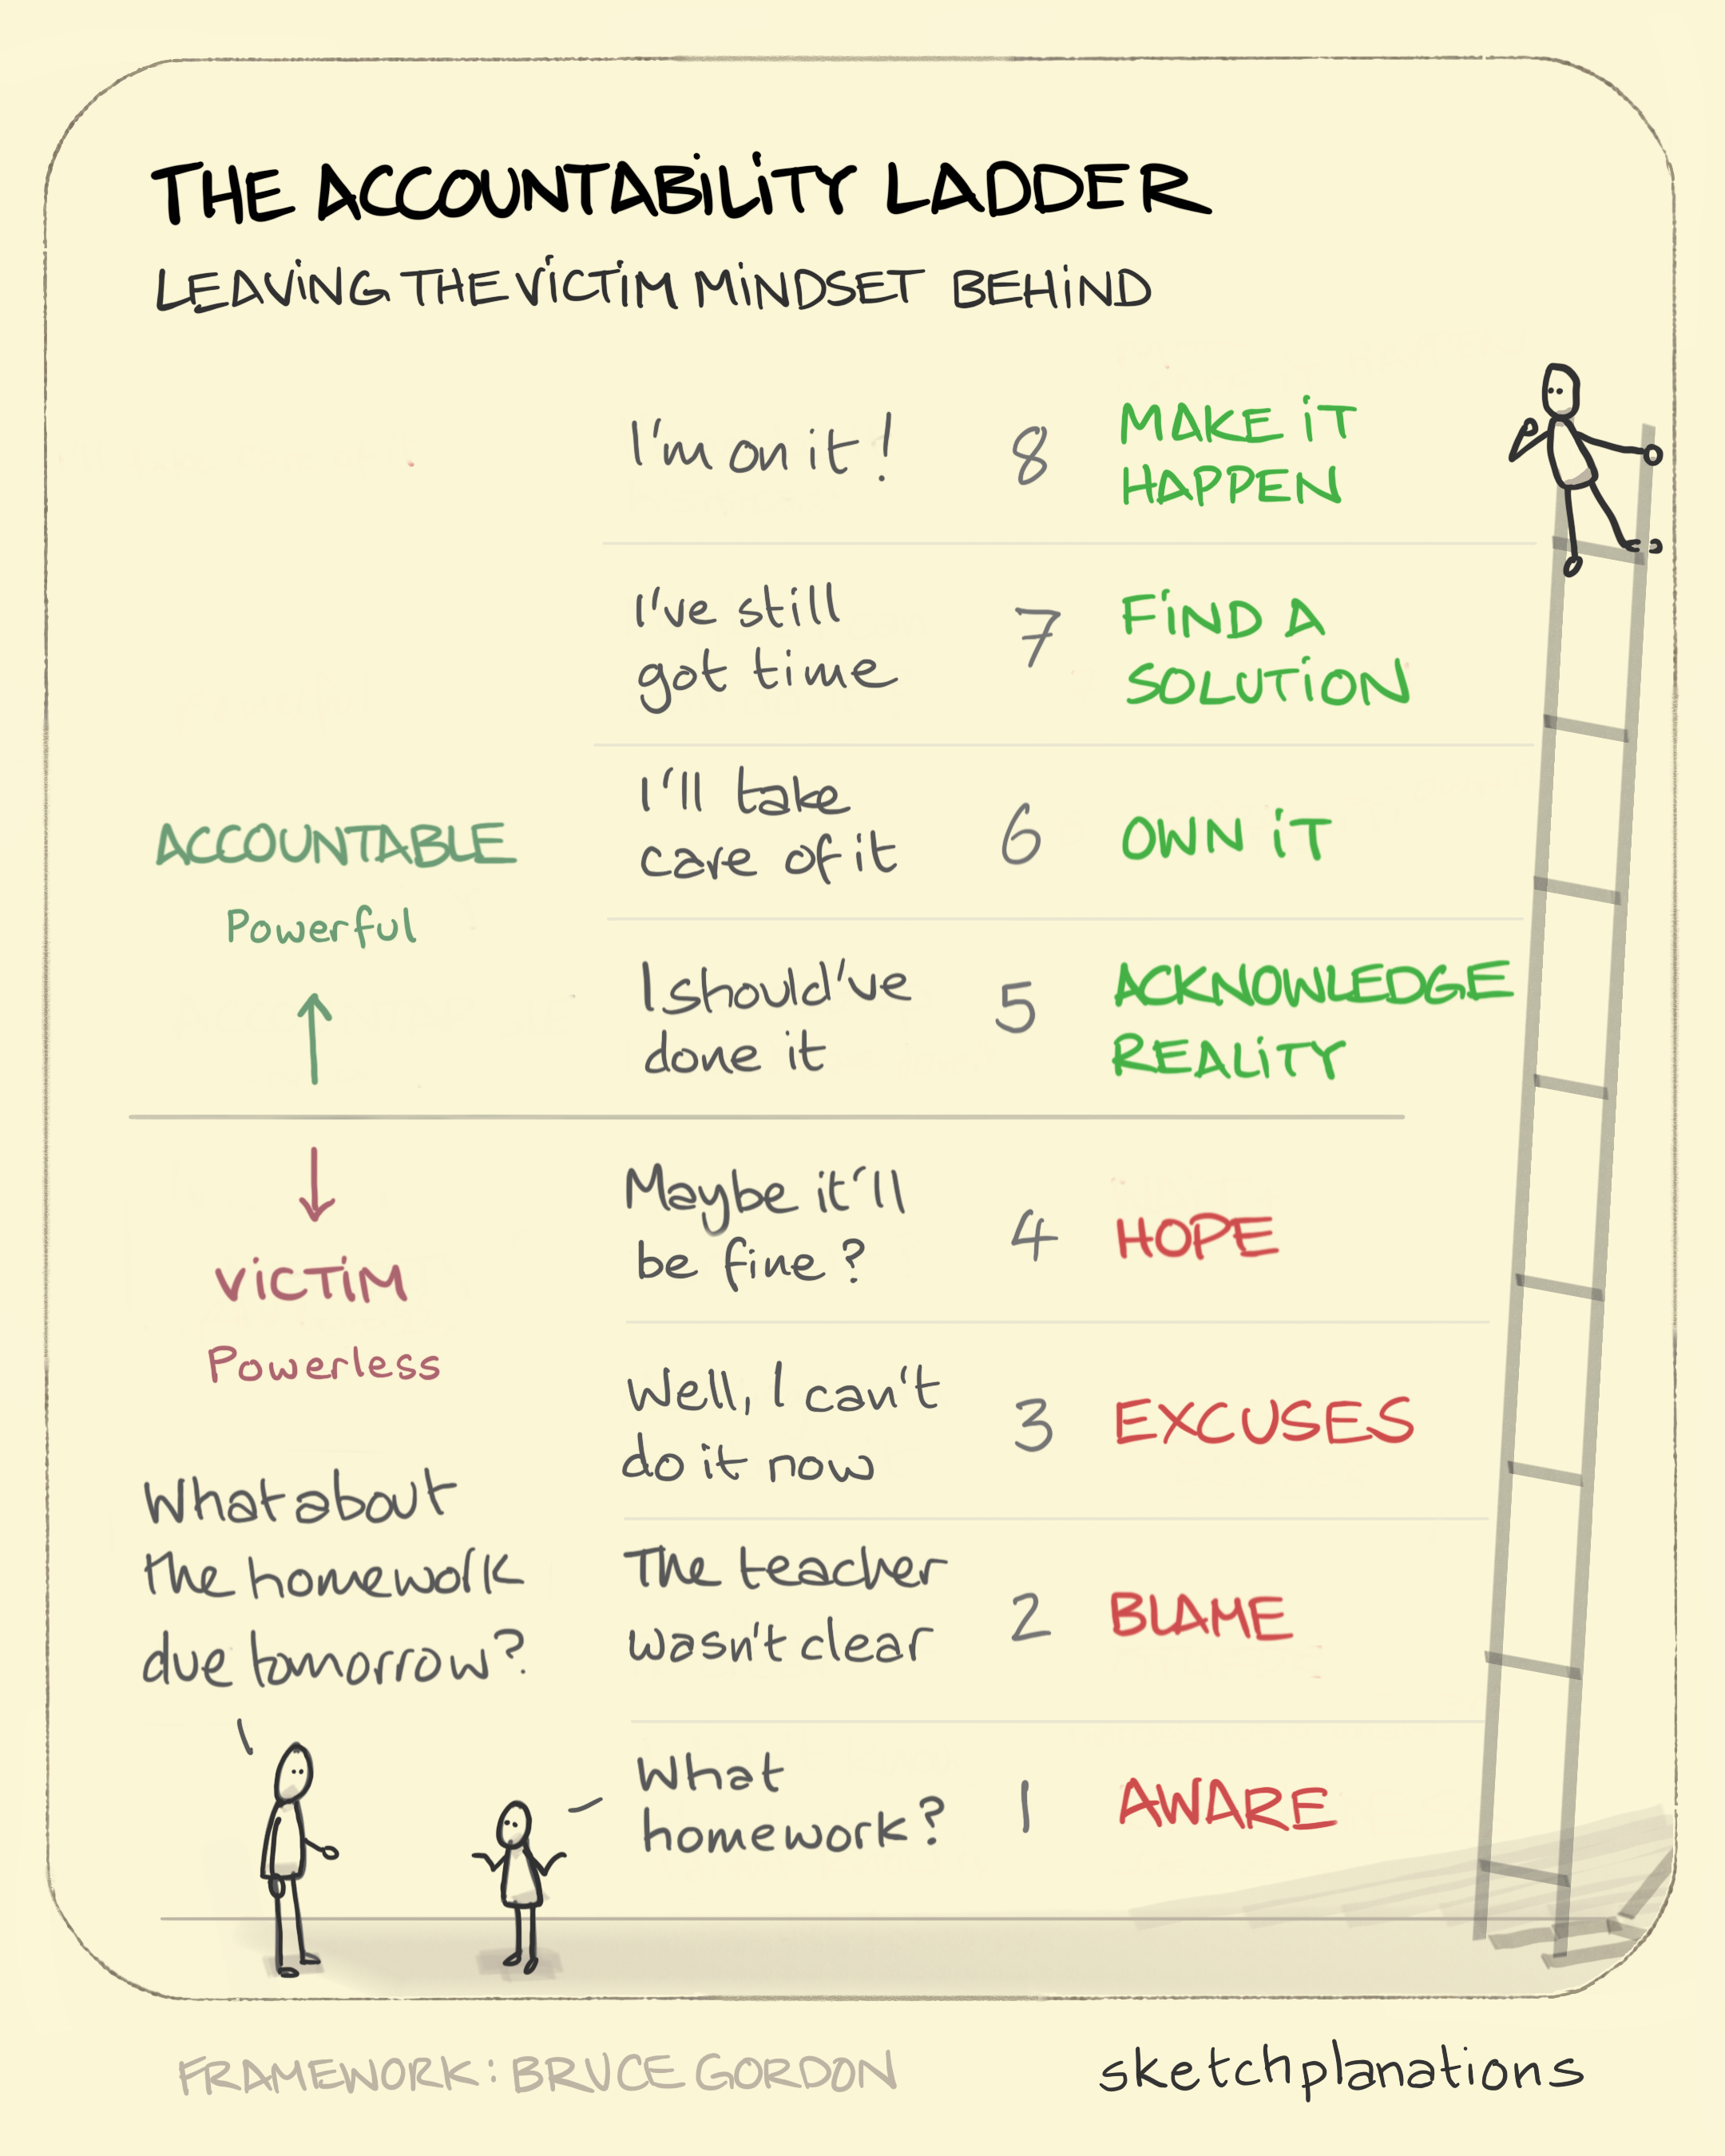 THE ACCOUNTABiLiTY LADDER
LEAViNG THE ViCTiM MiNDSET BEHiND
I'm on it!
8
MAKE iT
HAPPEN
I've still
got time
7
FiND A
SOLUTiON
I'll take
care of it
6
OWN iT
I should've
done it
5
ACKNOWLEDGE
REALiTY
ACCOUNTABLE
Powerful
ViCTiM
Powerless
Maybe it'll
be fine?
4
HOPE
Well, I can't
do it now
3
EXCUSES
The teacher
wasn't clear
2
BLAME
What about
the homework
due tomorrow?
What
homework?
1
AWARE
FRAMEWORK: BRUCE GORDON
sketchplanations